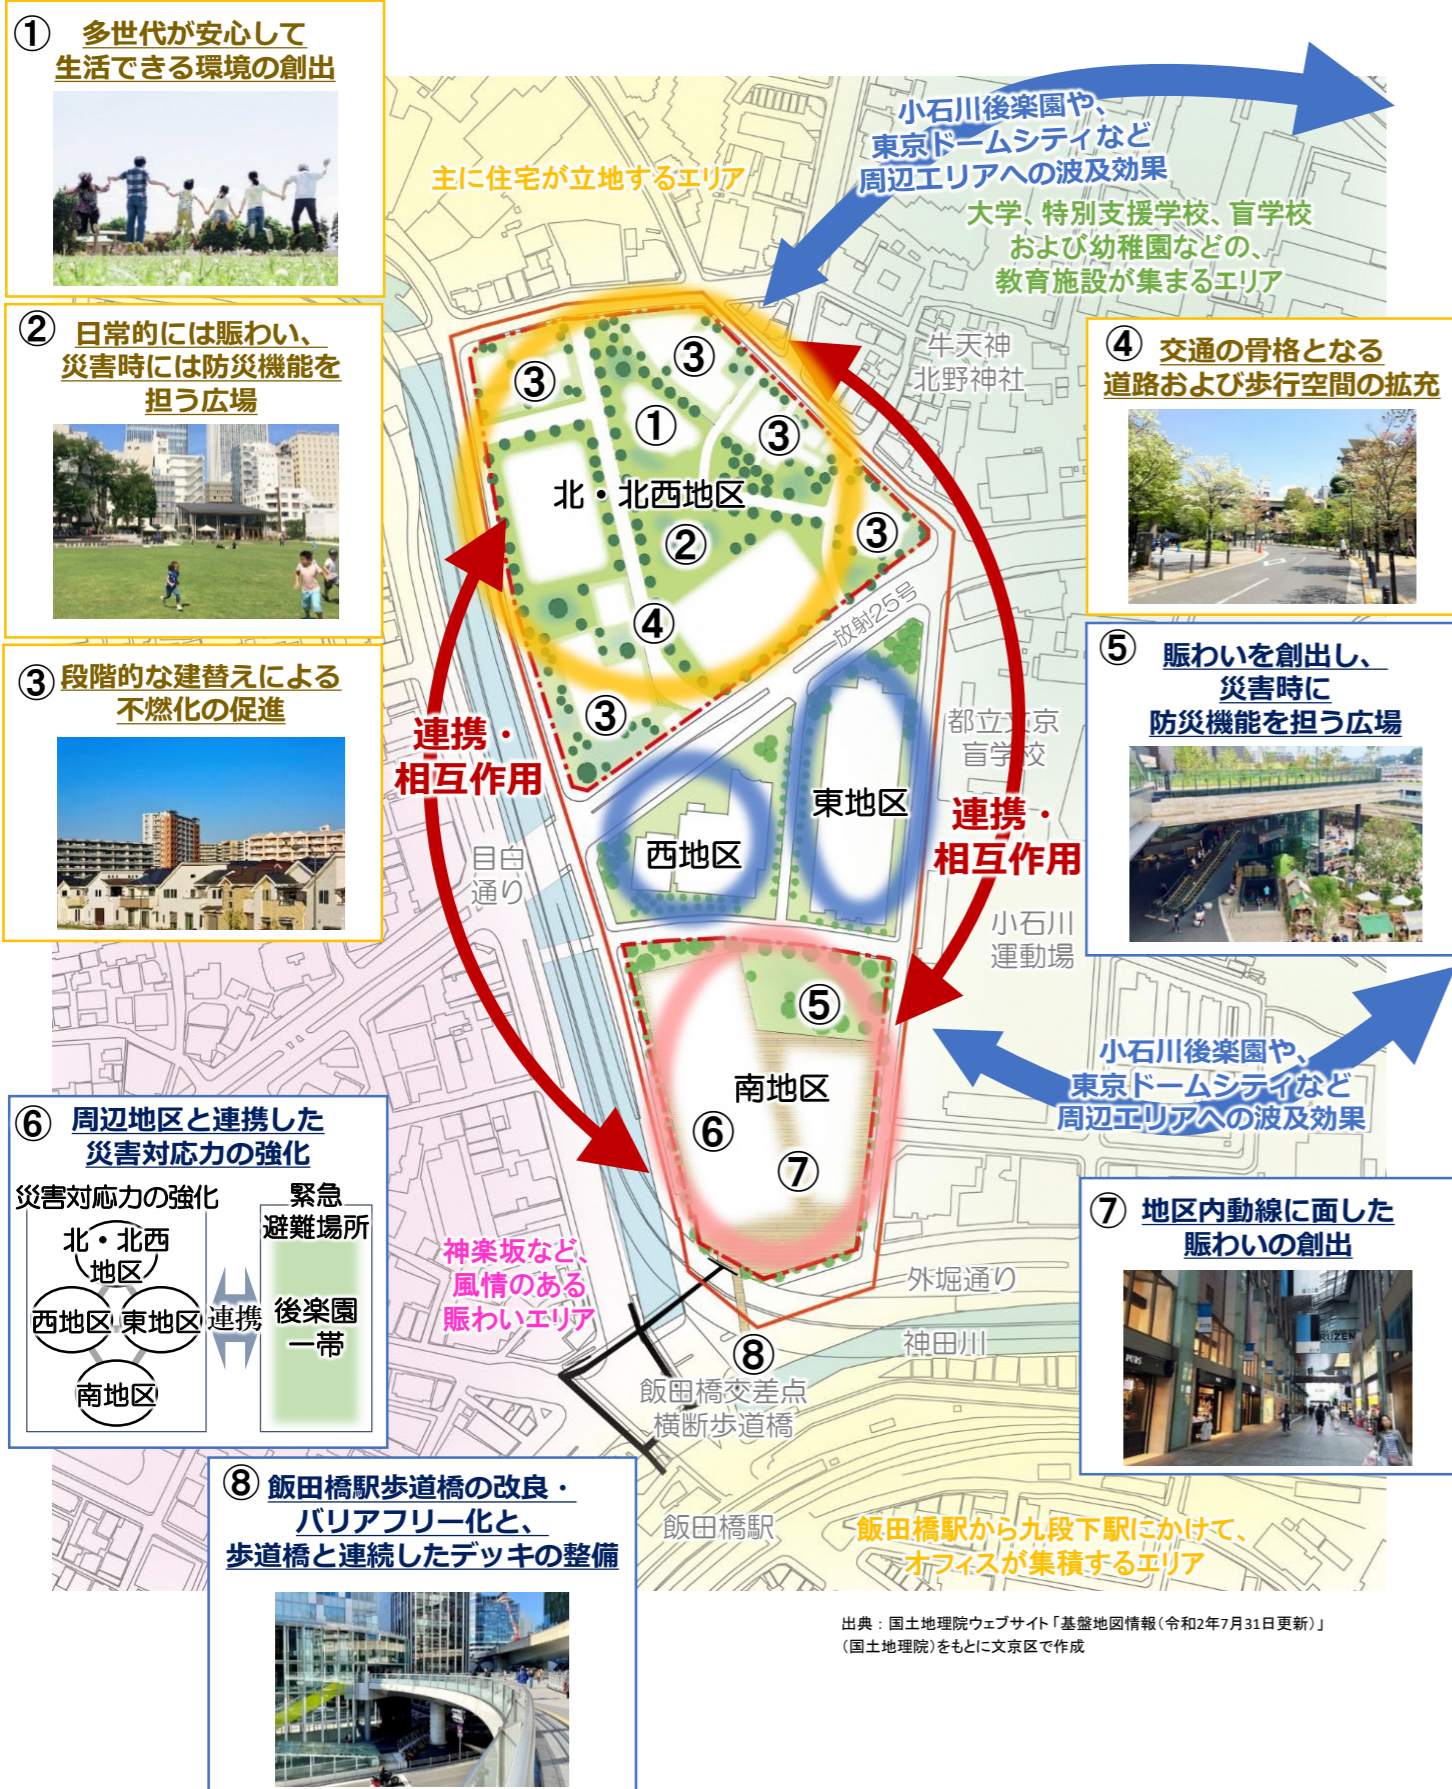 ① 多世代が安心して
生活できる環境の創出
② 日常的には賑わい、
災害時には防災機能を
担う広場
③ 段階的な建替えによる
不燃化の促進
小石川後楽園や、
東京ドームシティなど
周辺エリアへの波及効果
主に住宅が立地するエリア
大学、特別支援学校、盲学校
および幼稚園などの、
教育施設が集まるエリア
牛天神
北野神社
④ 交通の骨格となる
道路および歩行空間の拡充
③
③
①
③
北・北西地区
②
③
④
放射25号
③
連携・
相互作用
都立文京
盲学校
東地区
西地区
連携・
相互作用
目白
通り
小石川
運動場
⑤ 賑わいを創出し、
災害時に
防災機能を担う広場
⑤
南地区
⑥
⑦
小石川後楽園や、
東京ドームシティなど
周辺エリアへの波及効果
⑥ 周辺地区と連携した
災害対応力の強化
災害対応力の強化
北・北西
地区
西地区
東地区
南地区
連携
緊急
避難場所
後楽園
一帯
神楽坂など、
風情のある
賑わいエリア
外堀通り
神田川
⑧
飯田橋交差点
横断歩道橋
飯田橋駅
⑦ 地区内動線に面した
賑わいの創出
飯田橋駅から九段下駅にかけて、
オフィスが集積するエリア
⑧ 飯田橋駅歩道橋の改良・
バリアフリー化と、
歩道橋と連続したデッキの整備
出典：国土地理院ウェブサイト「基盤地図情報（令和2年7月31日更新）」
（国土地理院）をもとに文京区で作成